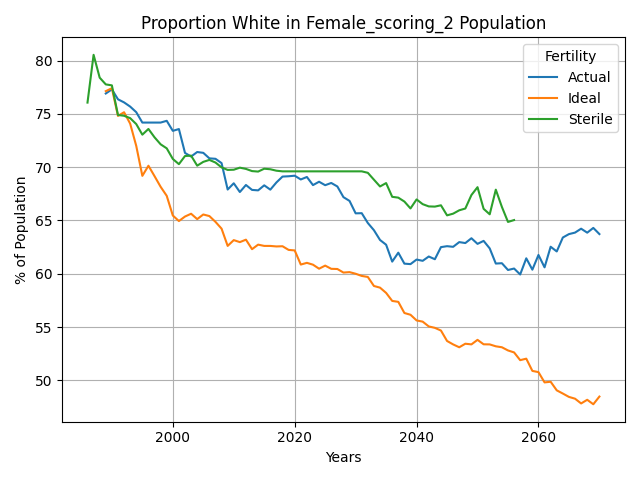 Proportion White in Female_scoring_2 Population
% of Population
80
75
70
65
60
55
50
Fertility
Actual
Ideal
Sterile
2000
2020
2040
2060
Years